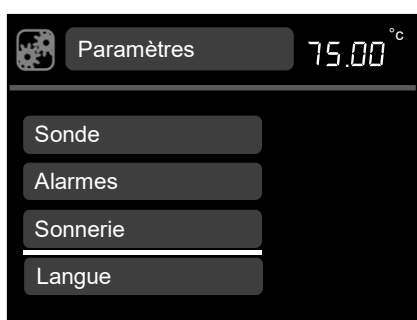 Paramètres 75.00 °c
Sonde
Alarmes
Sonnerie
Langue